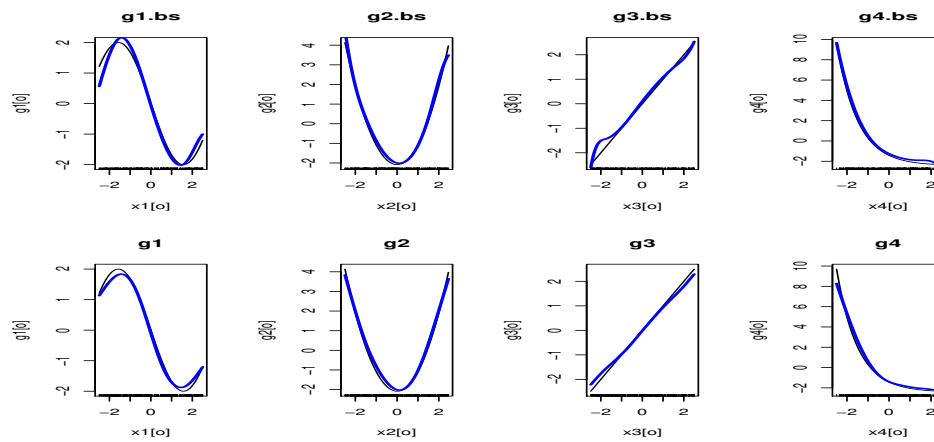 g1.bs g2.bs g3.bs g4.bs
g1[o] 2 1 0 -1 -2
g2[o] 4 3 2 1 0 -1 -2
g3[o] 2 1 0 -1 -2
g4[o] 10 8 6 4 2 0 -2
-2 0 2 -2 0 2 -2 0 2 -2 0 2
x1[o] x2[o] x3[o] x4[o]
g1 g2 g3 g4
g1[o] 2 1 0 -1 -2
g2[o] 4 3 2 1 0 -1 -2
g3[o] 2 1 0 -1 -2
g4[o] 10 8 6 4 2 0 -2
-2 0 2 -2 0 2 -2 0 2 -2 0 2
x1[o] x2[o] x3[o] x4[o]